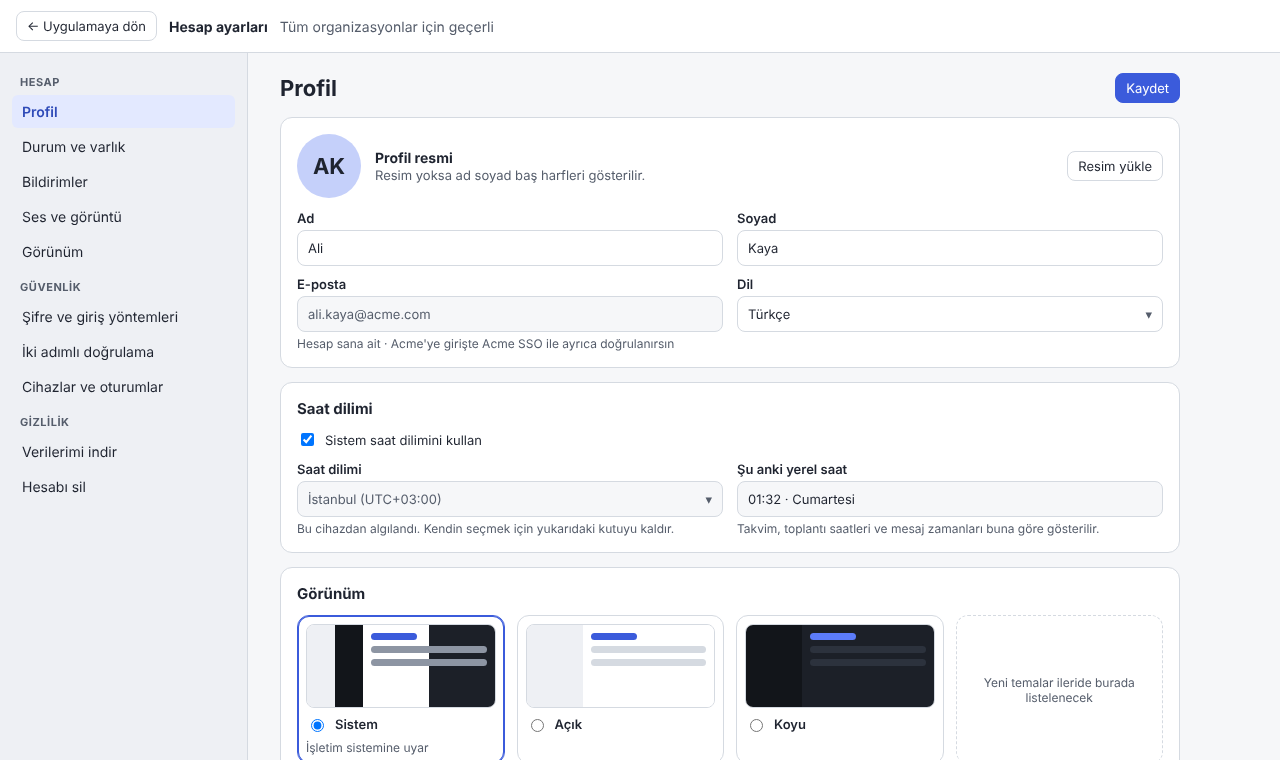 ← Uygulamaya dön Hesap ayarları Tüm organizasyonlar için geçerli
HESAP
Profil
Durum ve varlık
Bildirimler
Ses ve görüntü
Görünüm
GÜVENLİK
Şifre ve giriş yöntemleri
İki adımlı doğrulama
Cihazlar ve oturumlar
GİZLİLİK
Verilerimi indir
Hesabı sil
Profil Kaydet
AK
Profil resmi
Resim yoksa ad soyad baş harfleri gösterilir.
Resim yükle
Ad Soyad
Ali Kaya
E-posta Dil
ali.kaya@acme.com Türkçe
Hesap sana ait · Acme'ye girişte Acme SSO ile ayrıca doğrulanırsın
Saat dilimi
Sistem saat dilimini kullan
Saat dilimi Şu anki yerel saat
İstanbul (UTC+03:00) 01:32 · Cumartesi
Bu cihazdan algılandı. Kendin seçmek için yukarıdaki kutuyu kaldır. Takvim, toplantı saatleri ve mesaj zamanları buna göre gösterilir.
Görünüm
Sistem
İşletim sistemine uyar
Açık
Koyu
Yeni temalar ileride burada
listelenecek